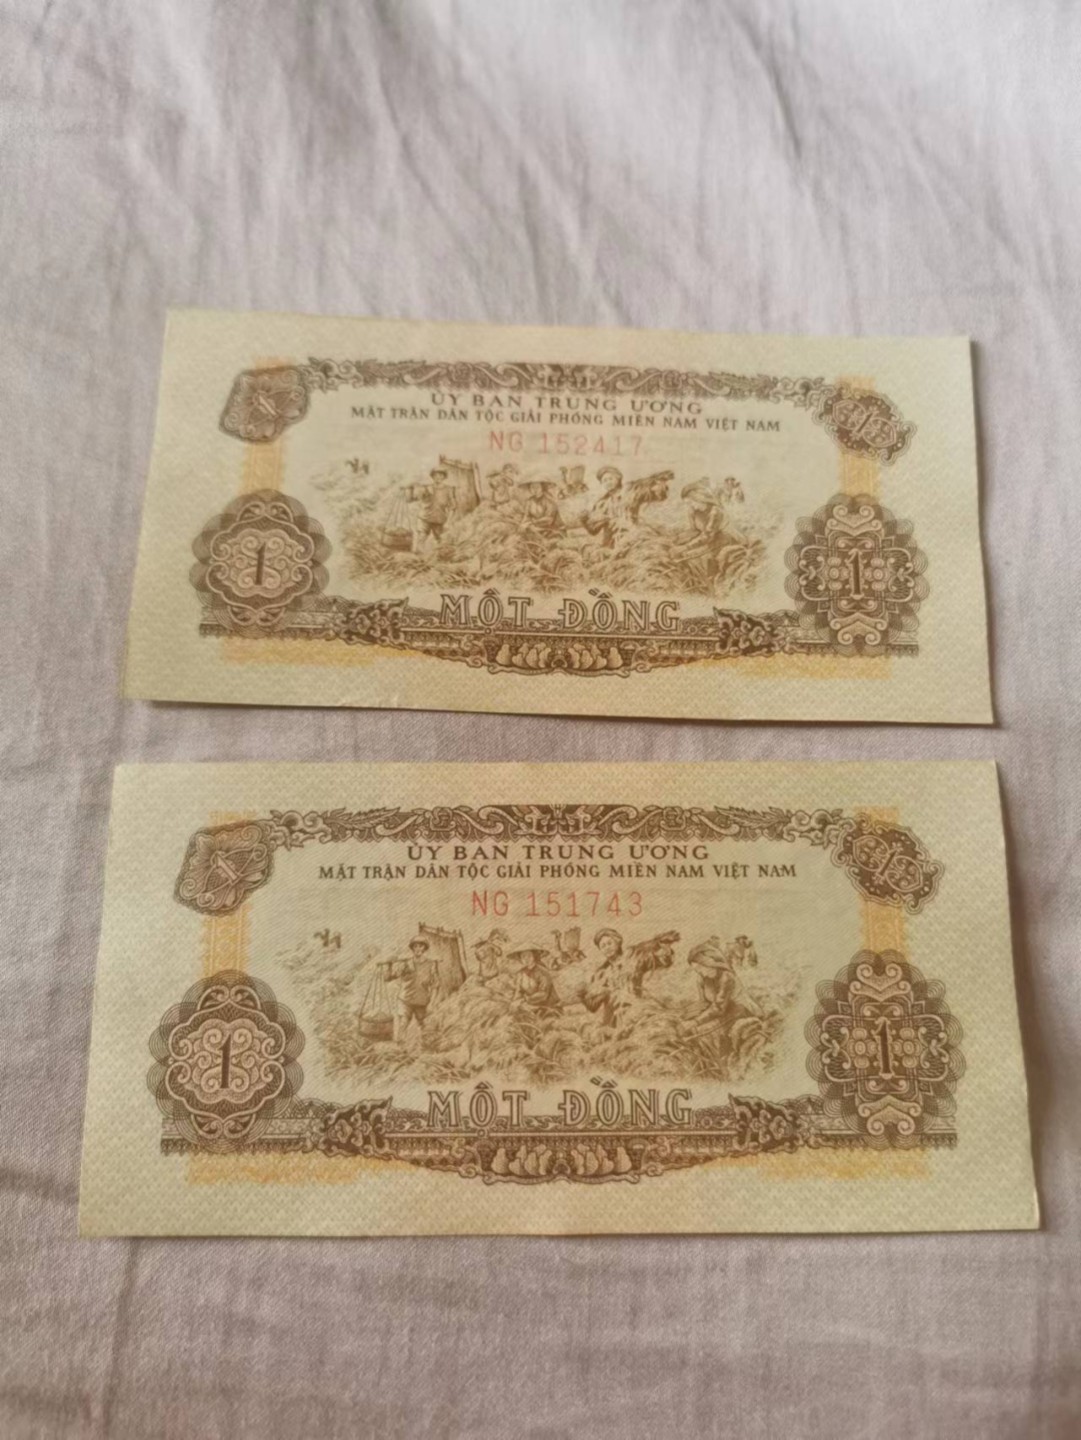 ỦY BAN TRUNG ƯƠNG
MẶT TRẬN DÂN TỘC GIẢI PHÓNG MIỀN NAM VIỆT NAM
NG 152417
1
1
MỘT ĐỒNG
ỦY BAN TRUNG ƯƠNG
MẶT TRẬN DÂN TỘC GIẢI PHÓNG MIỀN NAM VIỆT NAM
NG 151743
1
1
MỘT ĐỒNG